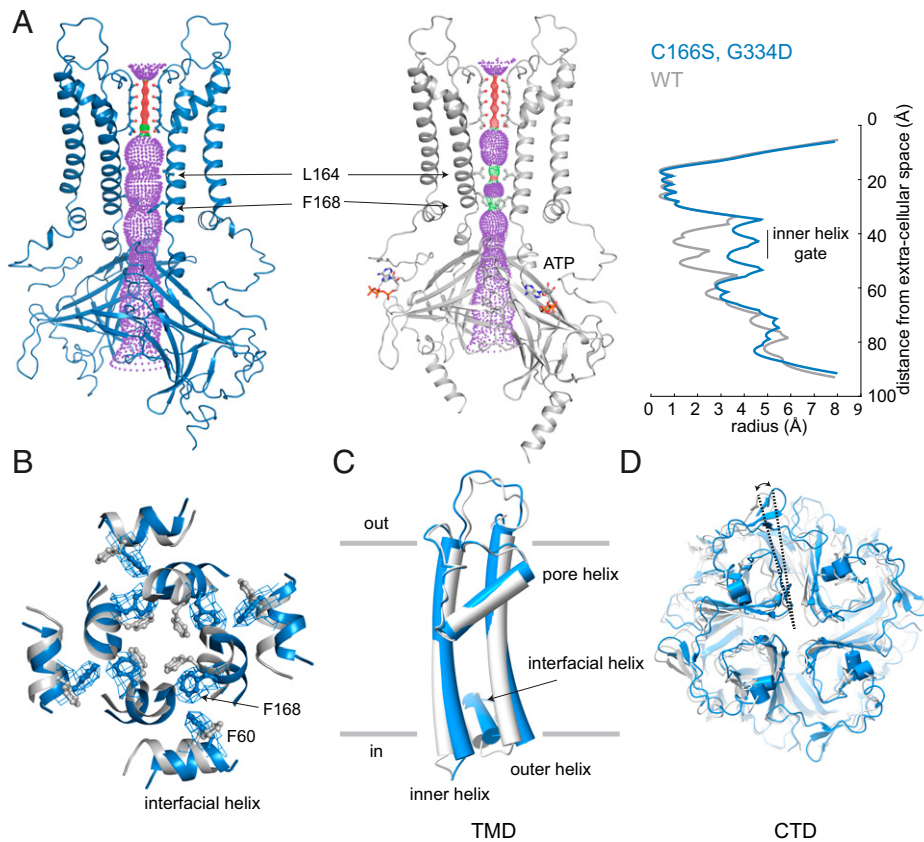 A
C166S, G334D
WT
L164
F168
ATP
0
20
40
60
80
100
distance from extra-cellular space (Å)
inner helix
gate
0 1 2 3 4 5 6 7 8 9
radius (Å)
B
F168
F60
interfacial helix
C
out
pore helix
interfacial helix
in
outer helix
inner helix
TMD
D
CTD